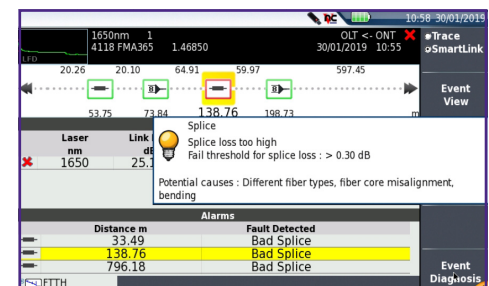 10:58 30/01/2019
1650nm 1 OLT <- ONT
4118 FMA365 1.46850 30/01/2019 10:55
LFD
Trace
SmartLink
20.26 20.10 64.91 59.97 597.45
Event
View
53.75 73.84 138.76 198.73 m
Splice
Splice loss too high
Fail threshold for splice loss : > 0.30 dB
Potential causes : Different fiber types, fiber core misalignment,
bending
Laser Link
nm
1650 25.1
Alarms
Distance m Fault Detected
33.49 Bad Splice
138.76 Bad Splice
796.18 Bad Splice
Event
Diagnosis
FTTH